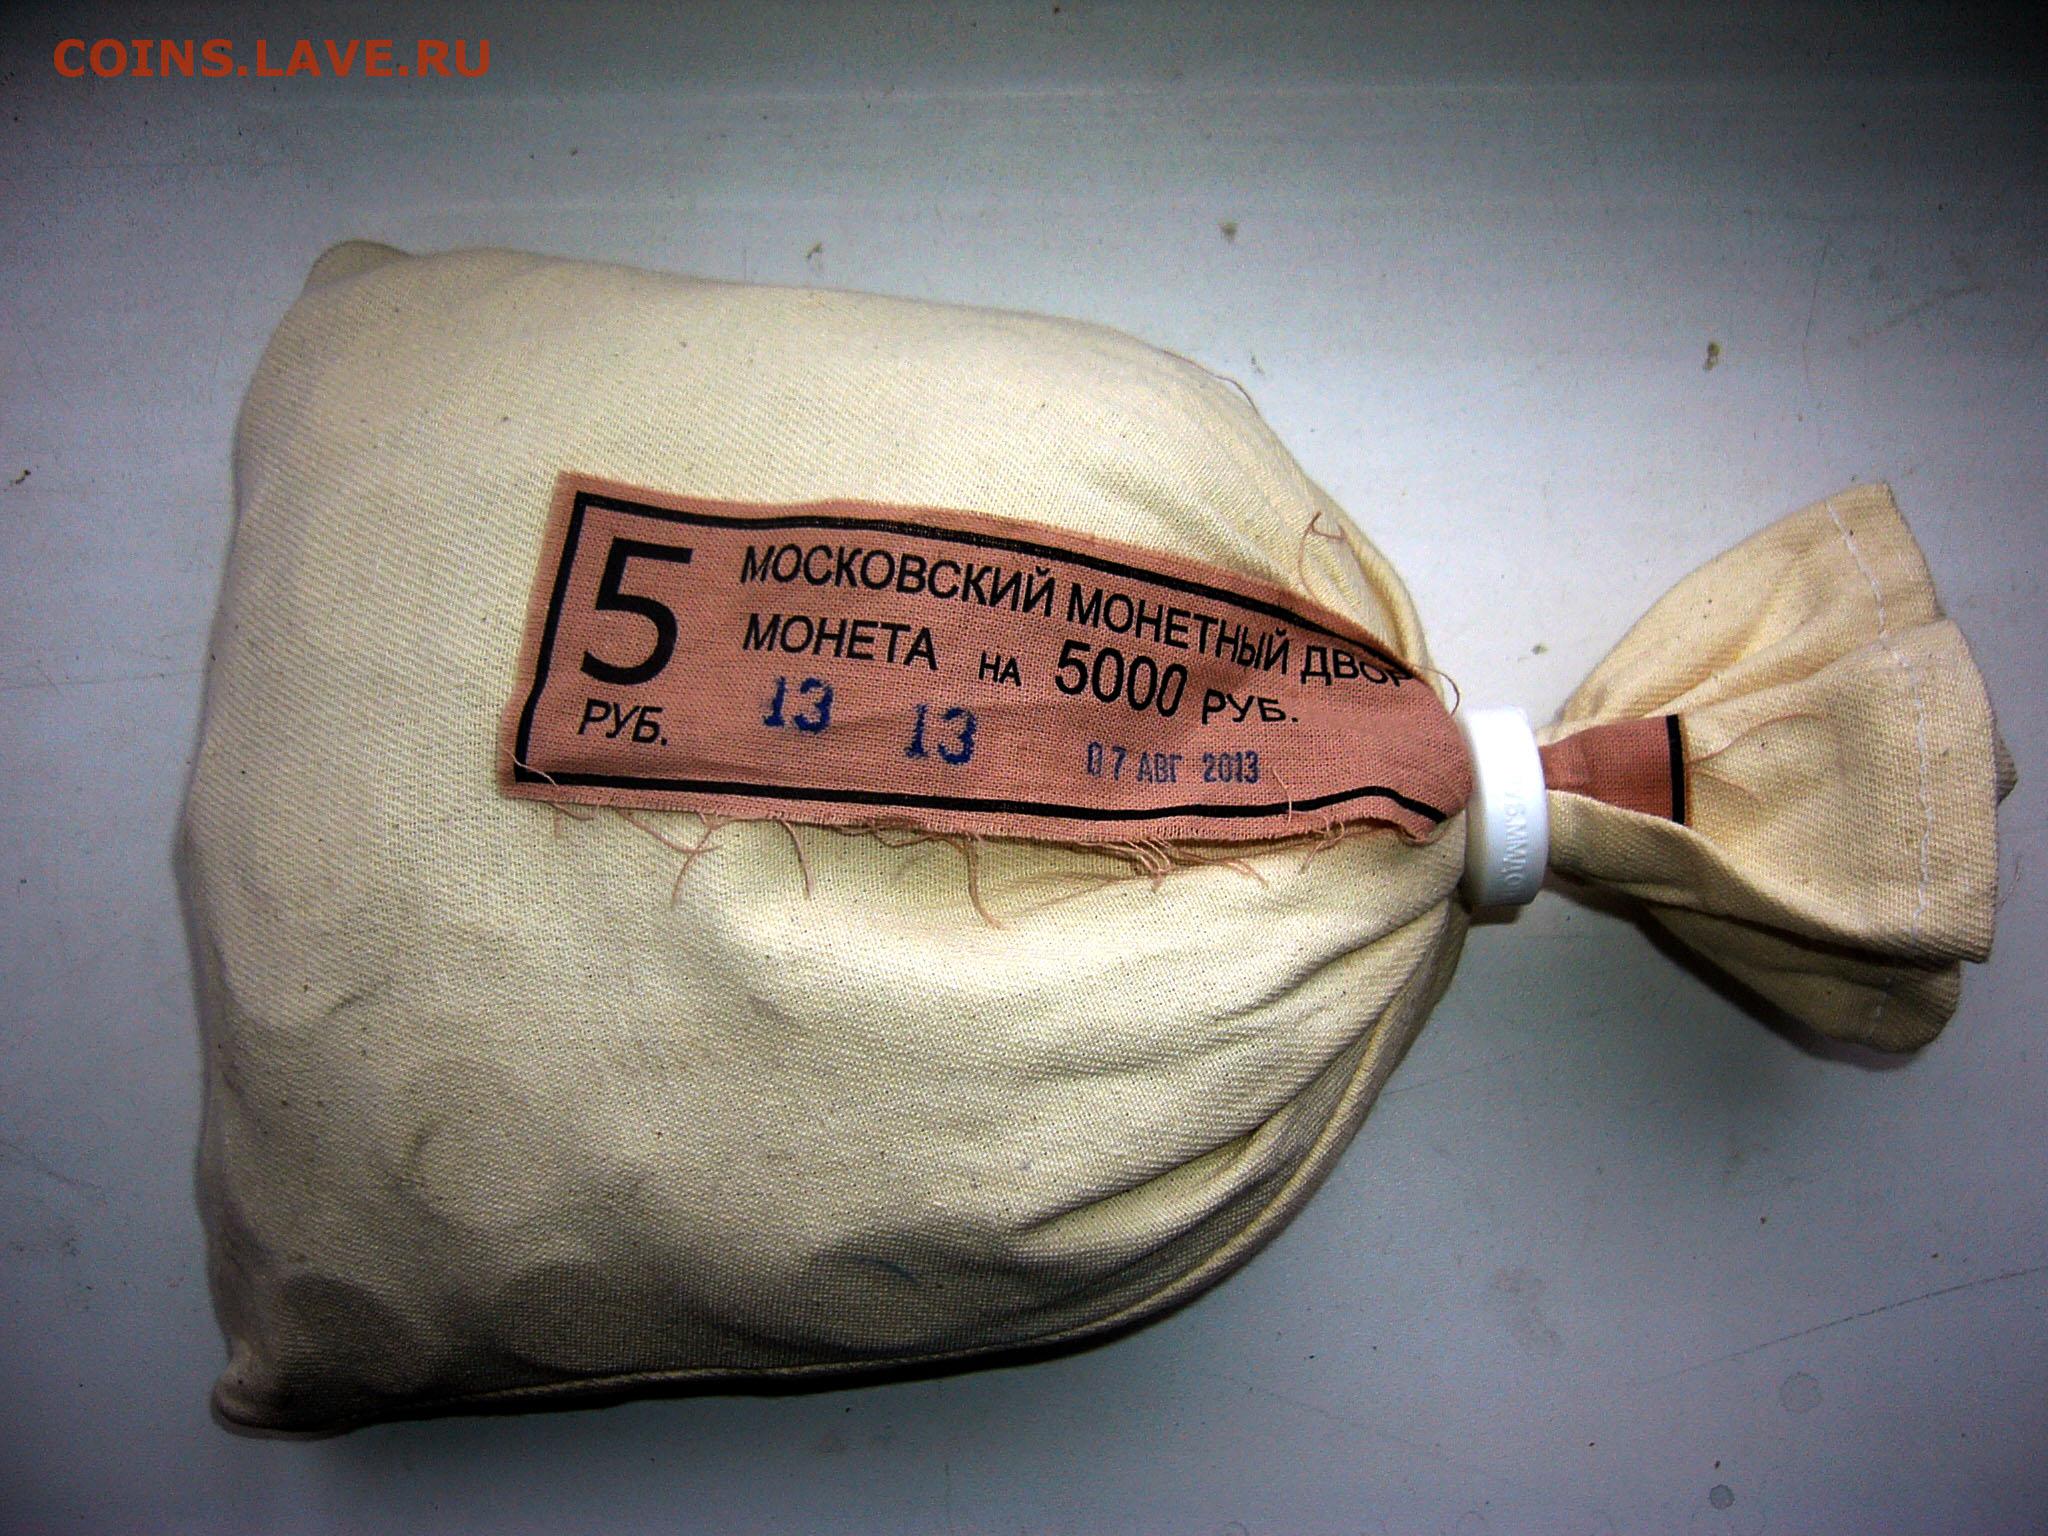 COINS.LAVE.RU
5
РУБ.
МОСКОВСКИЙ МОНЕТНЫЙ ДВОР
МОНЕТА НА 5000 РУБ.
13 13
07 АВГ 2013